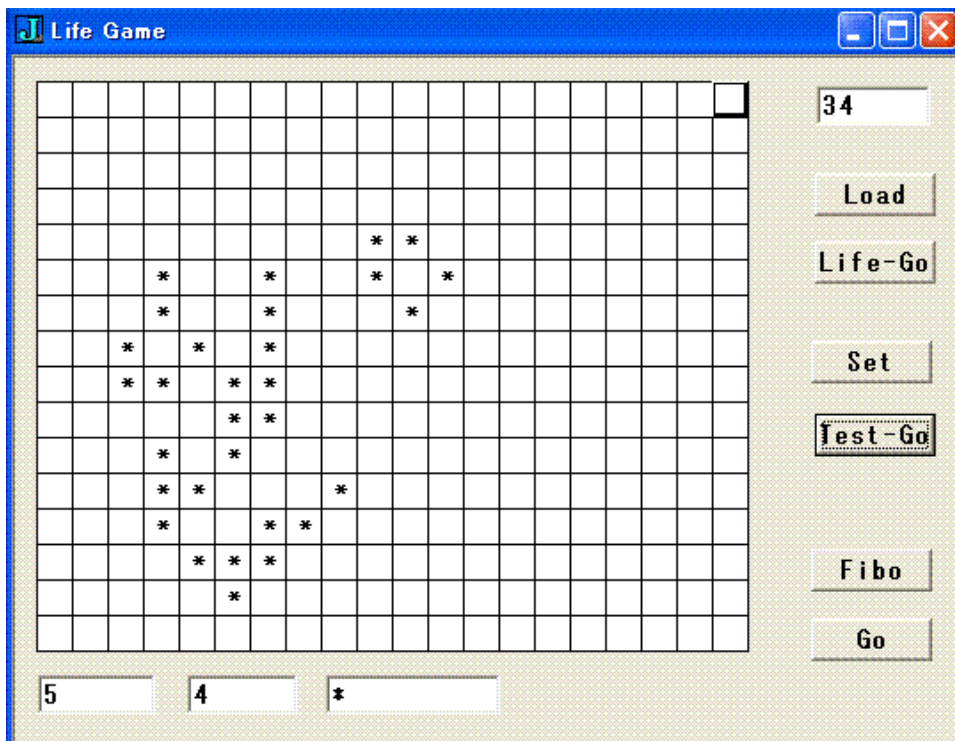 J Life Game
34
Load
Life-Go
* *
* * * *
* * *
* * *
* * * *
* *
* *
* * *
* * *
* * *
*
Set
Test-Go
Fibo
Go
5 4 *